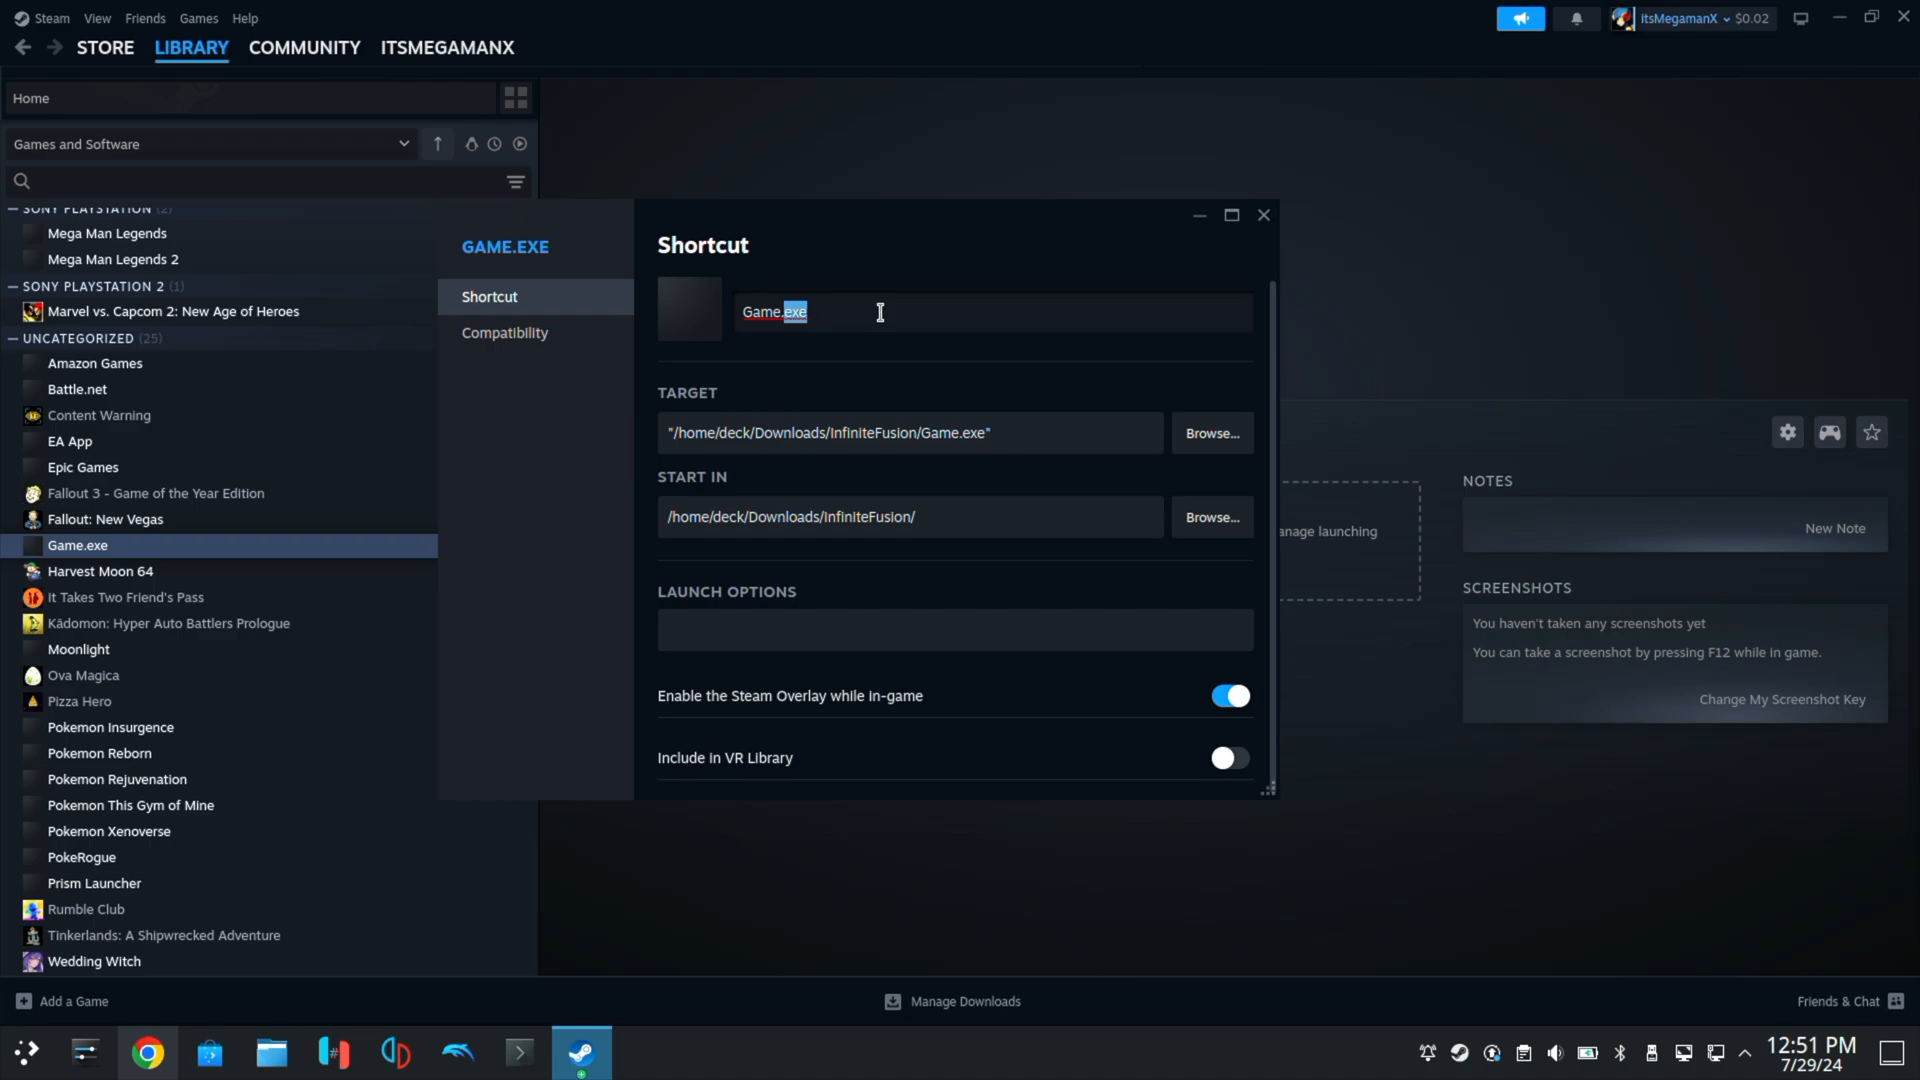 Steam View Friends Games Help
itsMegamanX $0.02
STORE LIBRARY COMMUNITY ITSMEGAMANX
Home
Games and Software
SONY PLAYSTATION (2)
Mega Man Legends
Mega Man Legends 2
SONY PLAYSTATION 2 (1)
Marvel vs. Capcom 2: New Age of Heroes
UNCATEGORIZED (25)
Amazon Games
Battle.net
Content Warning
EA App
Epic Games
Fallout 3 - Game of the Year Edition
Fallout: New Vegas
Game.exe
Harvest Moon 64
It Takes Two Friend's Pass
Kādomon: Hyper Auto Battlers Prologue
Moonlight
Ova Magica
Pizza Hero
Pokemon Insurgence
Pokemon Reborn
Pokemon Rejuvenation
Pokemon This Gym of Mine
Pokemon Xenoverse
PokeRogue
Prism Launcher
Rumble Club
Tinkerlands: A Shipwrecked Adventure
Wedding Witch
GAME.EXE
Shortcut
Compatibility
Shortcut
Game.exe
TARGET
"/home/deck/Downloads/InfiniteFusion/Game.exe"
Browse...
START IN
/home/deck/Downloads/InfiniteFusion/
Browse...
LAUNCH OPTIONS
Enable the Steam Overlay while in-game
Include in VR Library
anage launching
NOTES
New Note
SCREENSHOTS
You haven't taken any screenshots yet
You can take a screenshot by pressing F12 while in game.
Change My Screenshot Key
Add a Game
Manage Downloads
Friends & Chat
12:51 PM
7/29/24